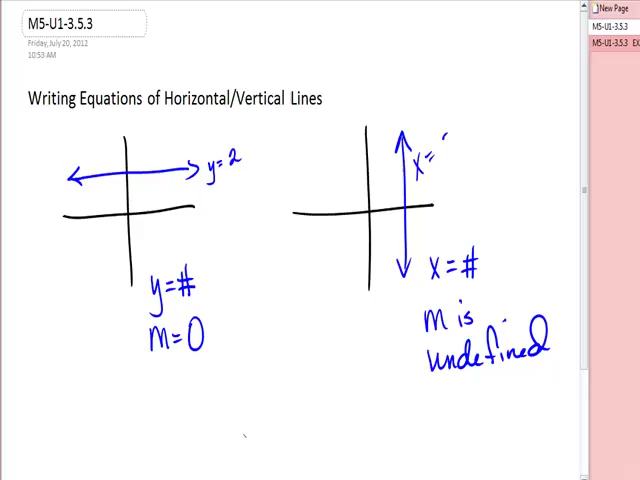 M5-U1-3.5.3
Friday, July 20, 2012
10:53 AM
New Page
M5-U1-3.5.3
M5-U1-3.5.3 EX
Writing Equations of Horizontal/Vertical Lines
y=2
x=
y=#
m=0
x=#
m is
undefined